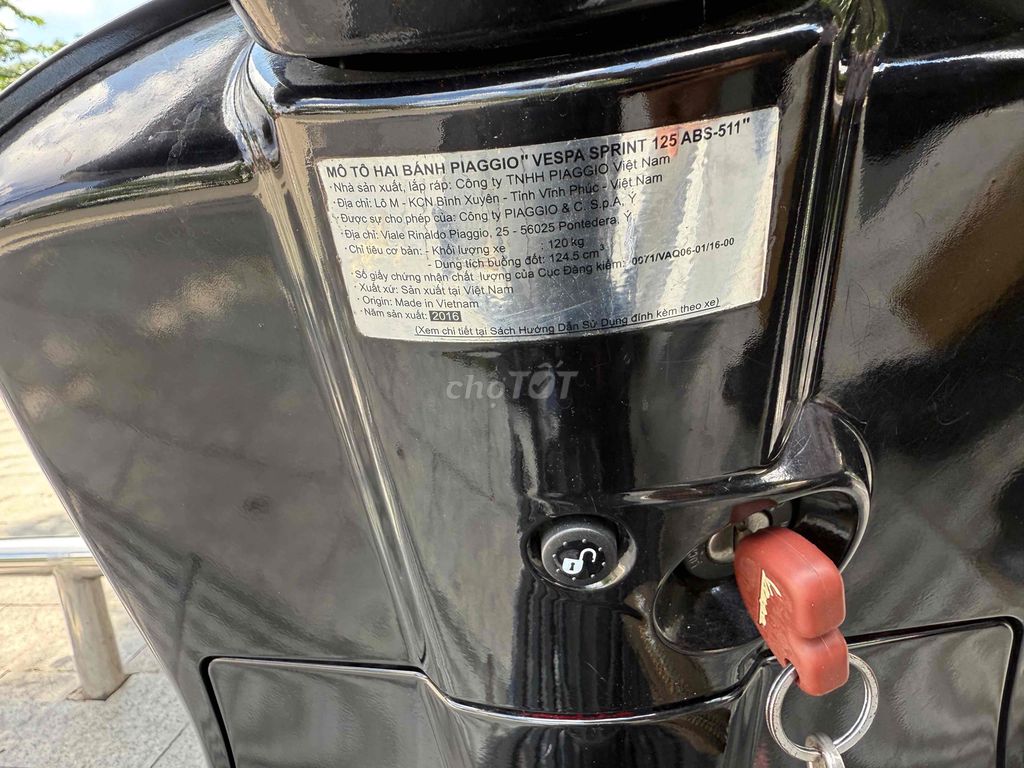 MÔ TÔ HAI BÁNH PIAGGIO" VESPA SPRINT 125 ABS-511"
·Nhà sản xuất, lắp ráp: Công ty TNHH PIAGGIO Việt Nam
·Địa chỉ: Lô M - KCN Bình Xuyên - Tỉnh Vĩnh Phúc - Việt Nam
·Được sự cho phép của: Công ty PIAGGIO & C. S.p.A, Ý
·Địa chỉ: Viale Rinaldo Piaggio, 25 - 56025 Pontedera, Ý
·Chỉ tiêu cơ bản: - Khối lượng xe : 120 kg
- Dung tích buồng đốt: 124.5 cm³
·Số giấy chứng nhận chất lượng của Cục Đăng kiểm: 0071/VAQ06-01/16-00
·Xuất xứ: Sản xuất tại Việt Nam
·Origin: Made in Vietnam
·Năm sản xuất: 2016
(Xem chi tiết tại Sách Hướng Dẫn Sử Dụng đính kèm theo xe)
chợTỐT
Vespa